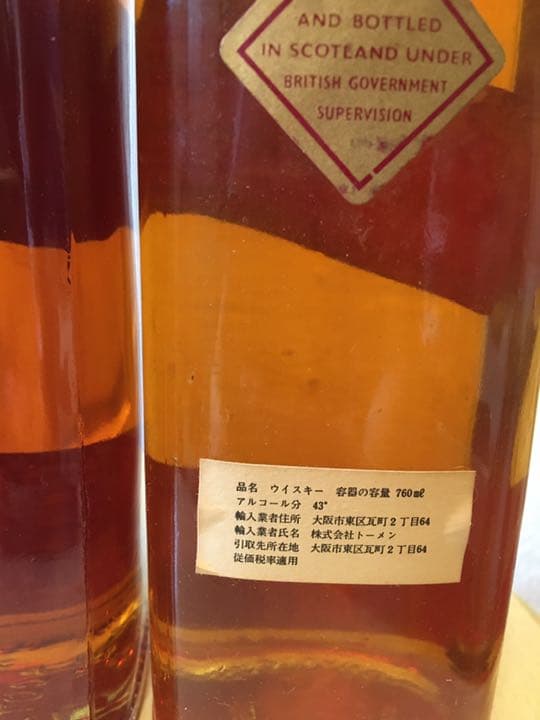 AND BOTTLED
IN SCOTLAND UNDER
BRITISH GOVERNMENT
SUPERVISION
品名 ウイスキー 容器の容量 760㎖
アルコール分 43°
輸入業者住所 大阪市東区瓦町2丁目64
輸入業者氏名 株式会社トーメン
引取先所在地 大阪市東区瓦町2丁目64
従価税率適用